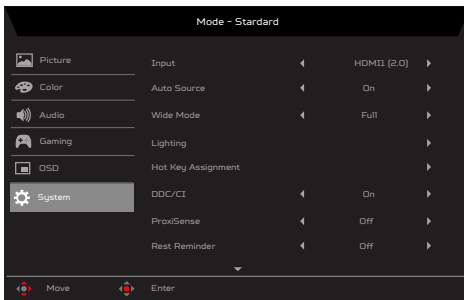 Mode - Stardard
Picture
Color
Audio
Gaming
OSD
System
Input HDMI1 (2.0)
Auto Source On
Wide Mode Full
Lighting
Hot Key Assignment
DDC/CI On
ProxiSense Off
Rest Reminder Off
Move Enter